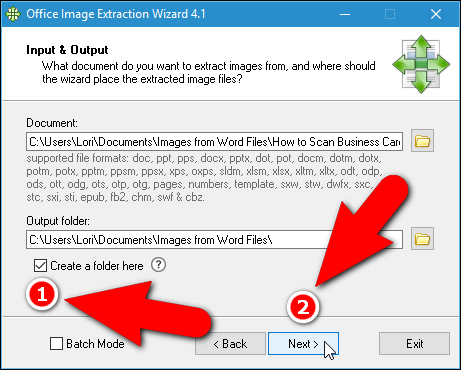 Office Image Extraction Wizard 4.1
Input & Output
What document do you want to extract images from, and where should
the wizard place the extracted image files?
Document:
C:\Users\Lori\Documents\Images from Word Files\How to Scan Business Card
supported file formats: doc, ppt, pps, docx, pptx, dot, pot, docm, dotm, dotx,
potm, potx, pptm, ppsm, ppsx, xps, oxps, sldm, xlsm, xlsx, xltm, xltx, odt, odp,
ods, ott, odg, ots, otp, otg, pages, numbers, template, sxw, stw, dwfx, sxc,
stc, sxi, sti, epub, fb2, chm, swf & cbz.
Output folder:
C:\Users\Lori\Documents\Images from Word Files\
Create a folder here ?
1
2
Batch Mode
< Back
Next >
Exit